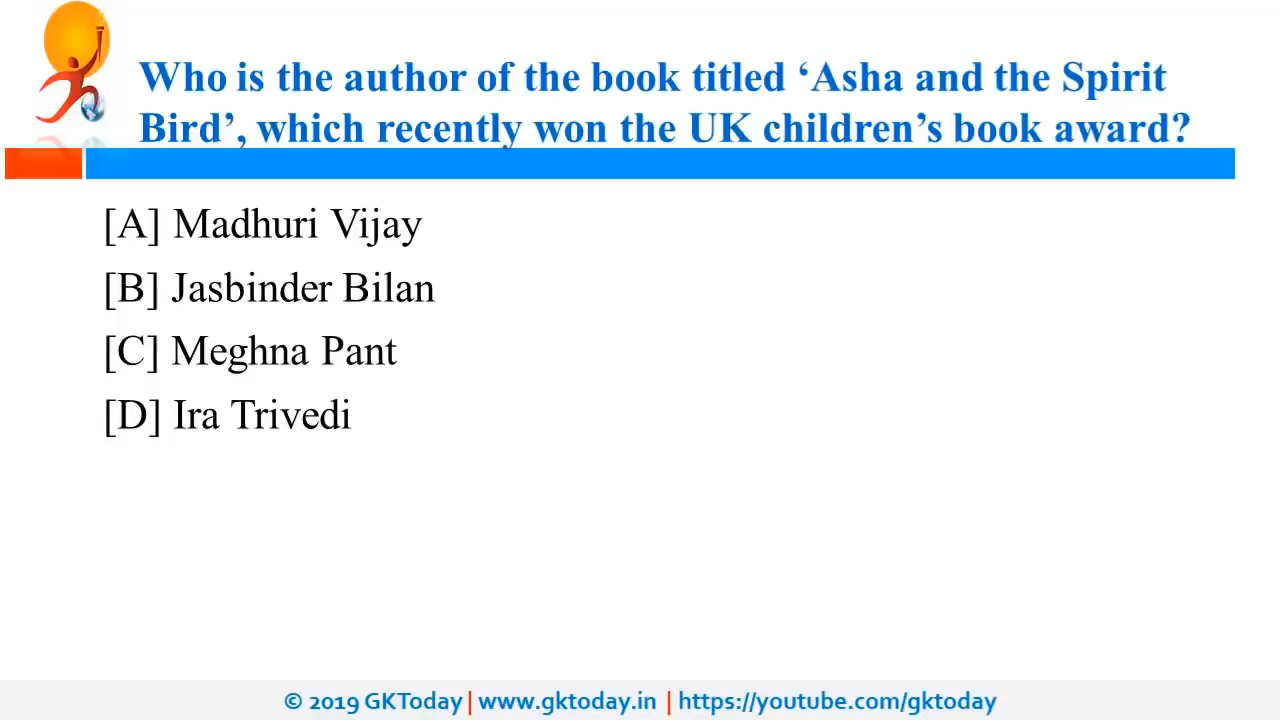 Who is the author of the book titled ‘Asha and the Spirit
Bird’, which recently won the UK children’s book award?
[A] Madhuri Vijay
[B] Jasbinder Bilan
[C] Meghna Pant
[D] Ira Trivedi
© 2019 GKToday | www.gktoday.in | https://youtube.com/gktoday